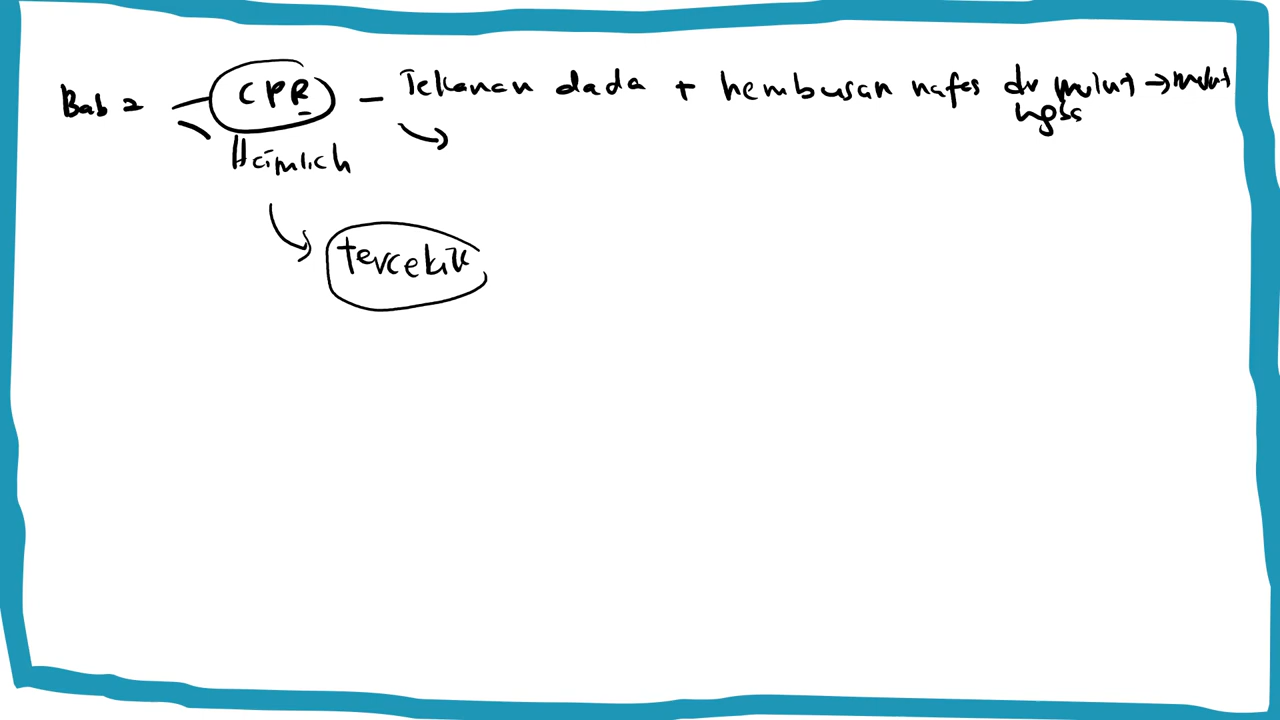 Bab 2 - CPR - Tekanan dada + hembusan nafas dr mulut → mulut
Heimlich
tercekik